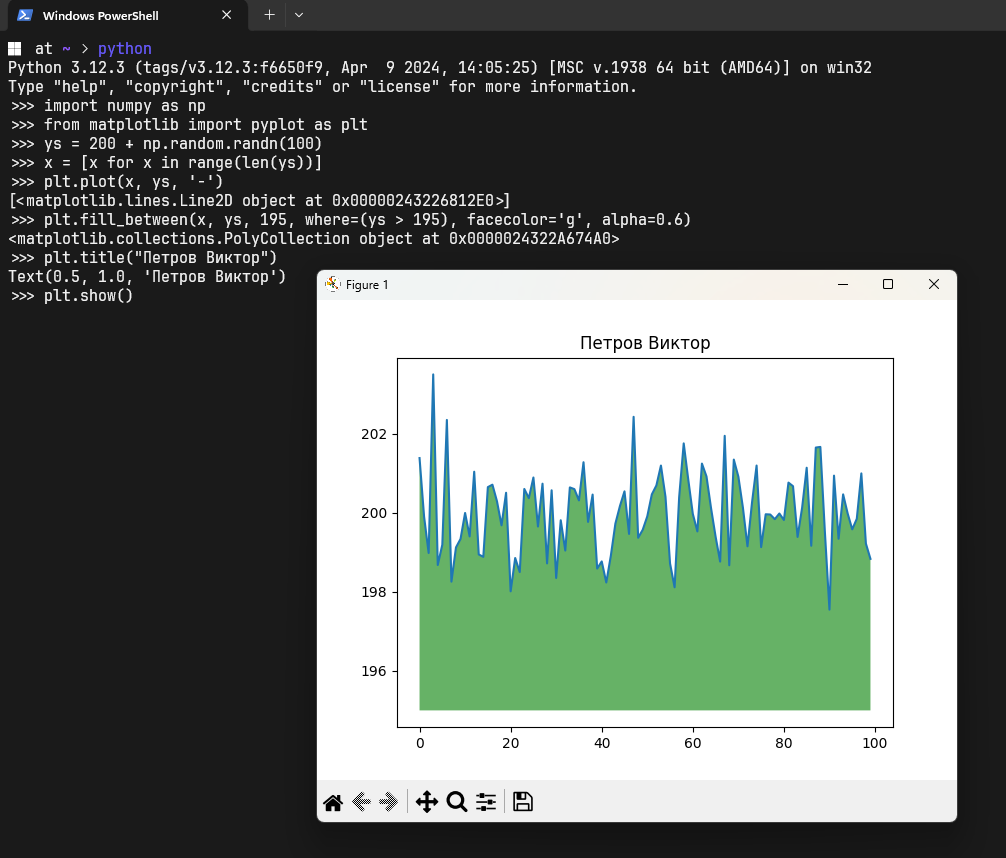 Windows PowerShell
at ~ > python
Python 3.12.3 (tags/v3.12.3:f6650f9, Apr  9 2024, 14:05:25) [MSC v.1938 64 bit (AMD64)] on win32
Type "help", "copyright", "credits" or "license" for more information.
>>> import numpy as np
>>> from matplotlib import pyplot as plt
>>> ys = 200 + np.random.randn(100)
>>> x = [x for x in range(len(ys))]
>>> plt.plot(x, ys, '-')
[<matplotlib.lines.Line2D object at 0x00000243226812E0>]
>>> plt.fill_between(x, ys, 195, where=(ys > 195), facecolor='g', alpha=0.6)
<matplotlib.collections.PolyCollection object at 0x0000024322A674A0>
>>> plt.title("Петров Виктор")
Text(0.5, 1.0, 'Петров Виктор')
>>> plt.show()
Figure 1
Петров Виктор
202
200
198
196
0 20 40 60 80 100